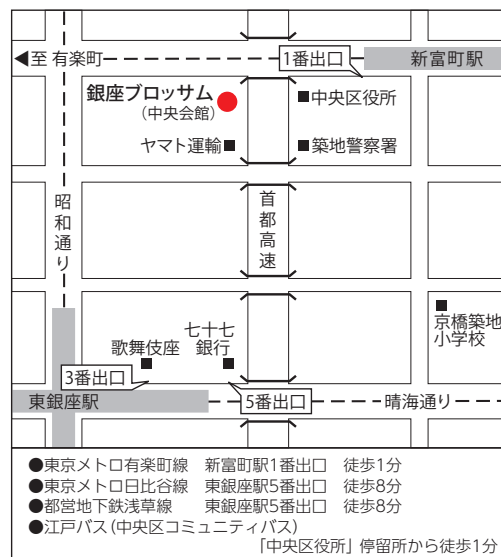 ◀至 有楽町
1番出口
新富町駅
銀座ブロッサム
(中央会館)
■中央区役所
ヤマト運輸■
■築地警察署
昭和通り
首都高速
京橋築地
小学校
七十七
銀行
歌舞伎座
3番出口
東銀座駅
5番出口
晴海通り
●東京メトロ有楽町線 新富町駅1番出口 徒歩1分
●東京メトロ日比谷線 東銀座駅5番出口 徒歩8分
●都営地下鉄浅草線 東銀座駅5番出口 徒歩8分
●江戸バス(中央区コミュニティバス)
「中央区役所」停留所から徒歩1分